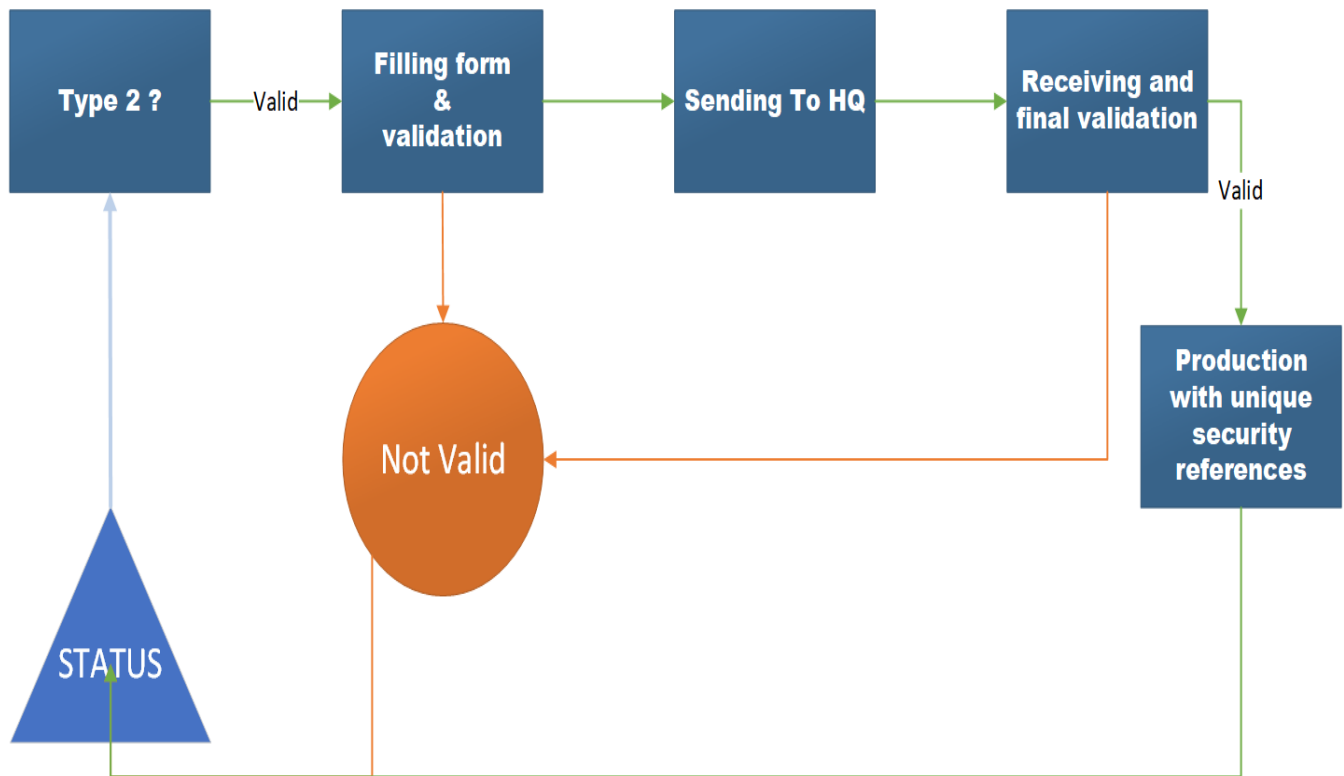 Type 2 ?
Valid
Filling form
&
validation
Sending To HQ
Receiving and
final validation
Valid
Production
with unique
security
references
Not Valid
STATUS